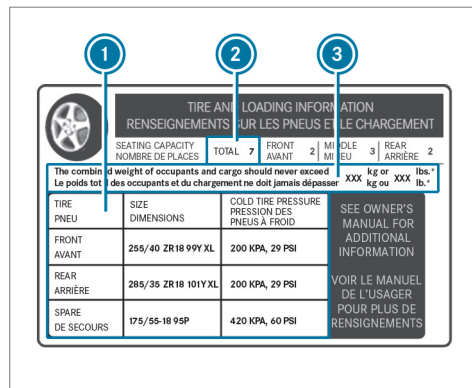 1 2 3
TIRE AND LOADING INFORMATION
RENSEIGNEMENTS SUR LES PNEUS ET LE CHARGEMENT
SEATING CAPACITY
NOMBRE DE PLACES
TOTAL 7
FRONT
AVANT 2
MIDDLE
MILIEU 3
REAR
ARRIÈRE 2
The combined weight of occupants and cargo should never exceed XXX kg or XXX lbs.*
Le poids total des occupants et du chargement ne doit jamais dépasser XXX kg ou XXX lb.*
TIRE
PNEU
SIZE
DIMENSIONS
COLD TIRE PRESSURE
PRESSION DES
PNEUS À FROID
FRONT
AVANT
255/40 ZR18 99Y XL
200 KPA, 29 PSI
REAR
ARRIÈRE
285/35 ZR18 101Y XL
200 KPA, 29 PSI
SPARE
DE SECOURS
175/55-18 95P
420 KPA, 60 PSI
SEE OWNER'S
MANUAL FOR
ADDITIONAL
INFORMATION
VOIR LE MANUEL
DE L'USAGER
POUR PLUS DE
RENSIGNEMENTS